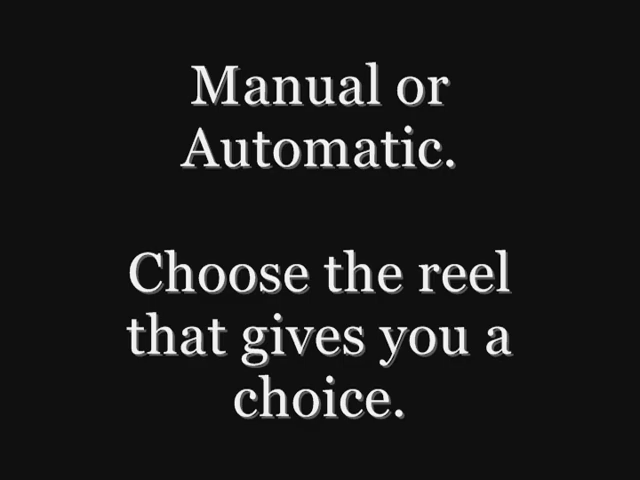 Manual or
Automatic.
Choose the reel
that gives you a
choice.